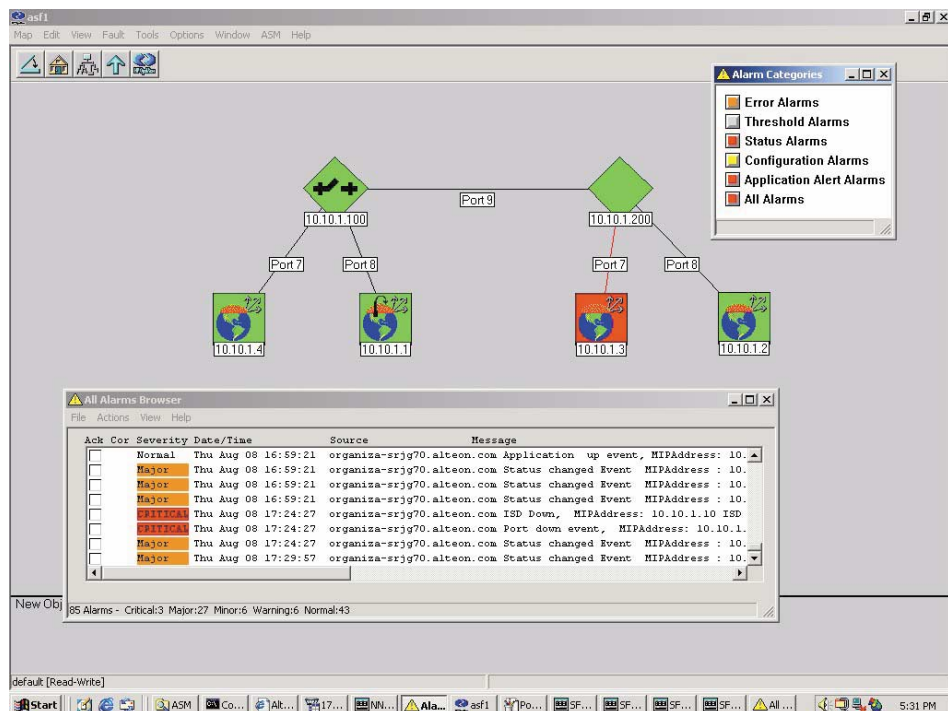 asf1
Map Edit View Fault Tools Options Window ASM Help
Alarm Categories
Error Alarms
Threshold Alarms
Status Alarms
Configuration Alarms
Application Alert Alarms
All Alarms
Port 9
10.10.1.100
10.10.1.200
Port 7
Port 8
Port 7
Port 8
10.10.1.4
10.10.1.1
10.10.1.3
10.10.1.2
All Alarms Browser
File Actions View Help
Ack Cor Severity Date/Time Source Message
Normal Thu Aug 08 16:59:21 organiza-srjg70.alteon.com Application up event, MIPAddress: 10.
Major Thu Aug 08 16:59:21 organiza-srjg70.alteon.com Status changed Event MIPAddress : 10.
Major Thu Aug 08 16:59:21 organiza-srjg70.alteon.com Status changed Event MIPAddress : 10.
Major Thu Aug 08 16:59:21 organiza-srjg70.alteon.com Status changed Event MIPAddress : 10.
CRITICAL Thu Aug 08 17:24:27 organiza-srjg70.alteon.com ISD Down, MIPAddress: 10.10.1.10 ISD
CRITICAL Thu Aug 08 17:24:27 organiza-srjg70.alteon.com Port down event, MIPAddress: 10.10.1.
Major Thu Aug 08 17:24:27 organiza-srjg70.alteon.com Status changed Event MIPAddress : 10.
Major Thu Aug 08 17:29:57 organiza-srjg70.alteon.com Status changed Event MIPAddress : 10.
New Obj
85 Alarms - Critical:3 Major:27 Minor:6 Warning:6 Normal:43
default [Read-Write]
Start ASM Co... Alt... 17... NN... Ala... asf1 Po... SF... SF... SF... SF... All ... 5:31 PM